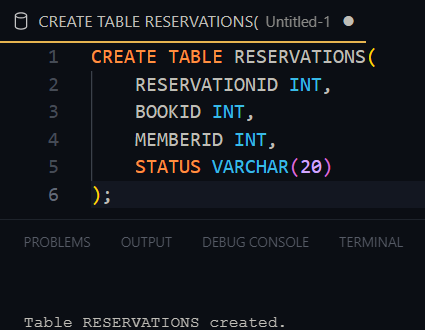 CREATE TABLE RESERVATIONS( Untitled-1
1 CREATE TABLE RESERVATIONS(
2 RESERVATIONID INT,
3 BOOKID INT,
4 MEMBERID INT,
5 STATUS VARCHAR(20)
6 );
PROBLEMS OUTPUT DEBUG CONSOLE TERMINAL
Table RESERVATIONS created.